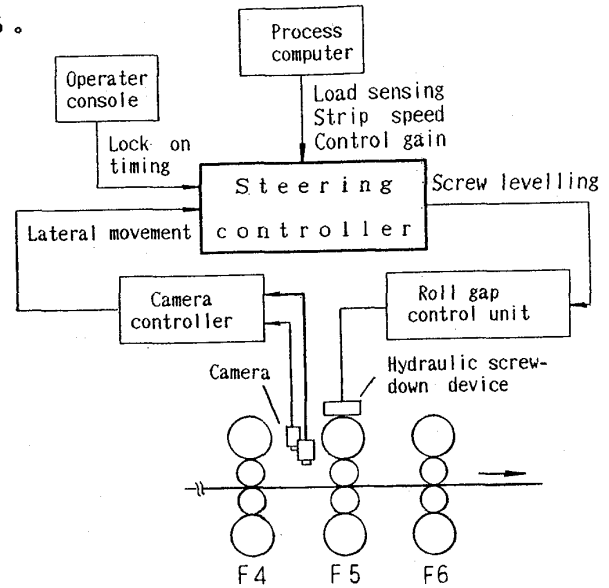 s。
Process
computer
Operater
console
Load sensing
Strip speed
Control gain
Lock on
timing
Steering
controller
Screw levelling
Lateral movement
Camera
controller
Roll gap
control unit
Camera
Hydraulic screw-
down device
F4 F5 F6